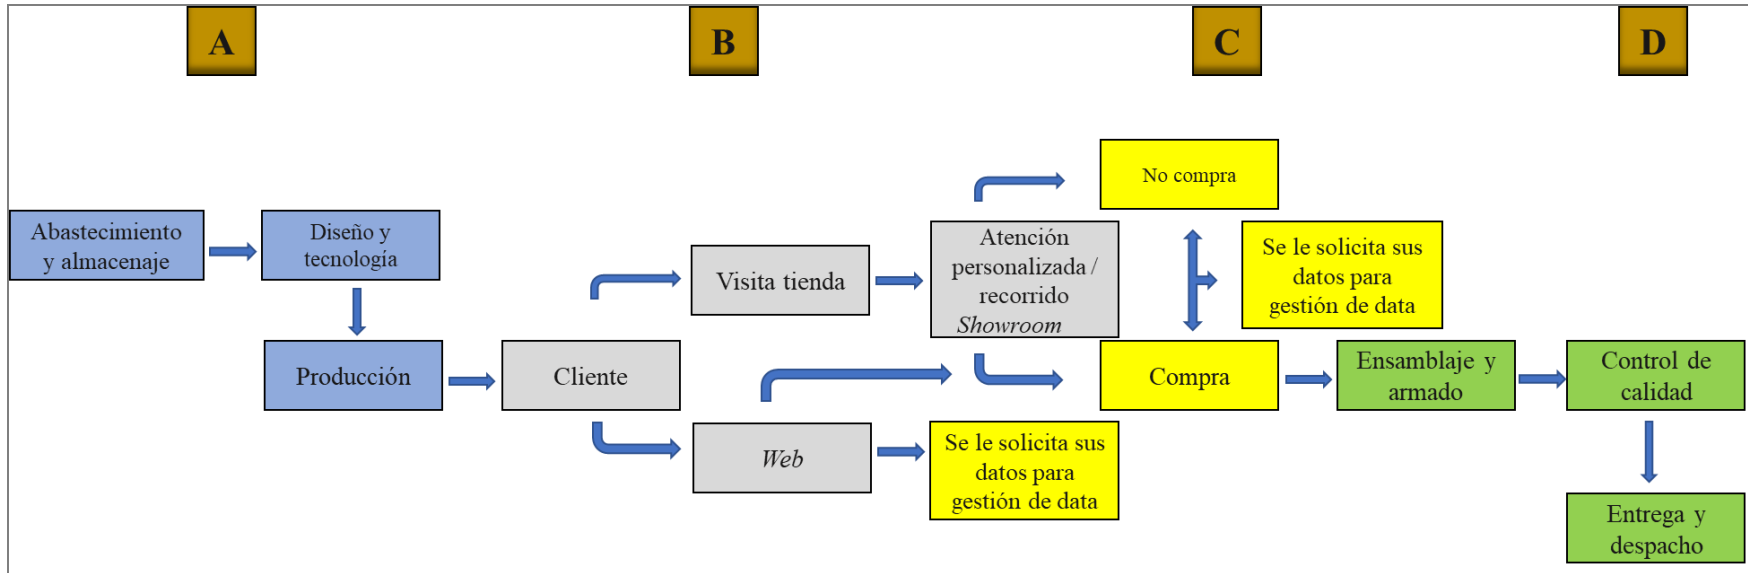 A
B
C
D
Abastecimiento
y almacenaje
Diseño y
tecnología
Producción
Cliente
Visita tienda
Web
Atención
personalizada /
recorrido
Showroom
Se le solicita sus
datos para
gestión de data
No compra
Se le solicita sus
datos para
gestión de data
Compra
Ensamblaje y
armado
Control de
calidad
Entrega y
despacho